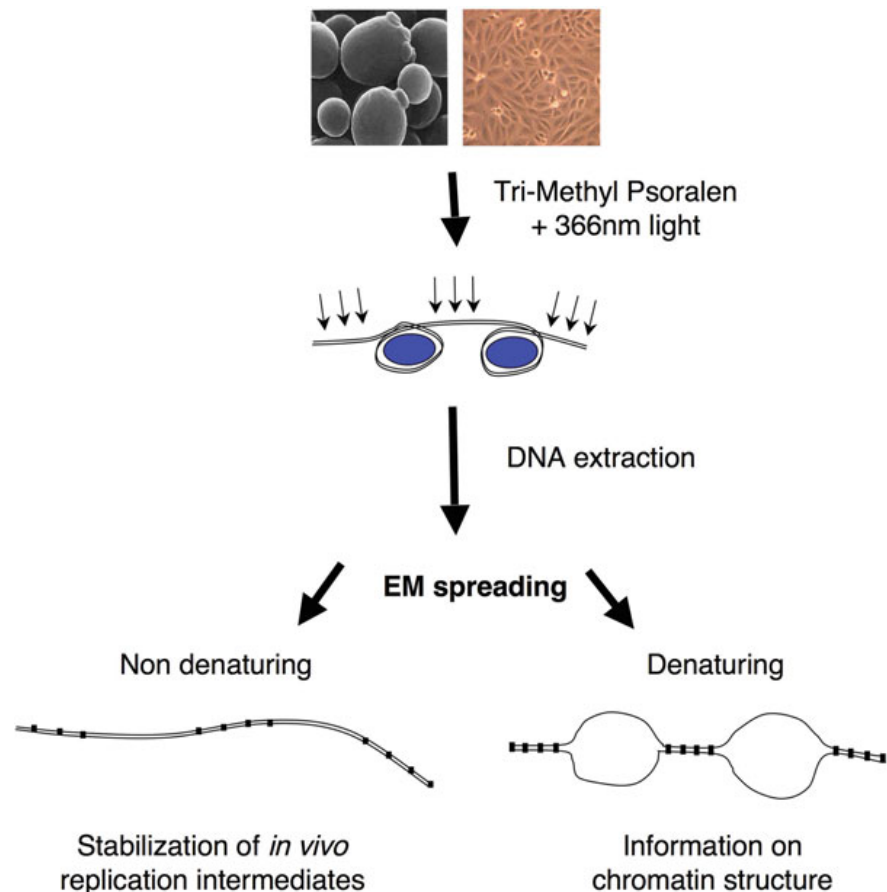 Tri-Methyl Psoralen
+ 366nm light
DNA extraction
EM spreading
Non denaturing
Denaturing
Stabilization of in vivo
replication intermediates
Information on
chromatin structure